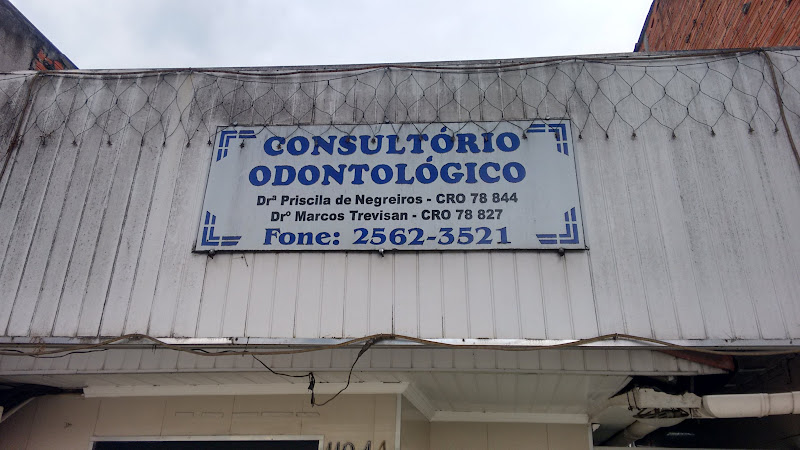 CONSULTÓRIO
ODONTOLÓGICO
Drª Priscila de Negreiros - CRO 78 844
Drº Marcos Trevisan - CRO 78 827
Fone: 2562-3521